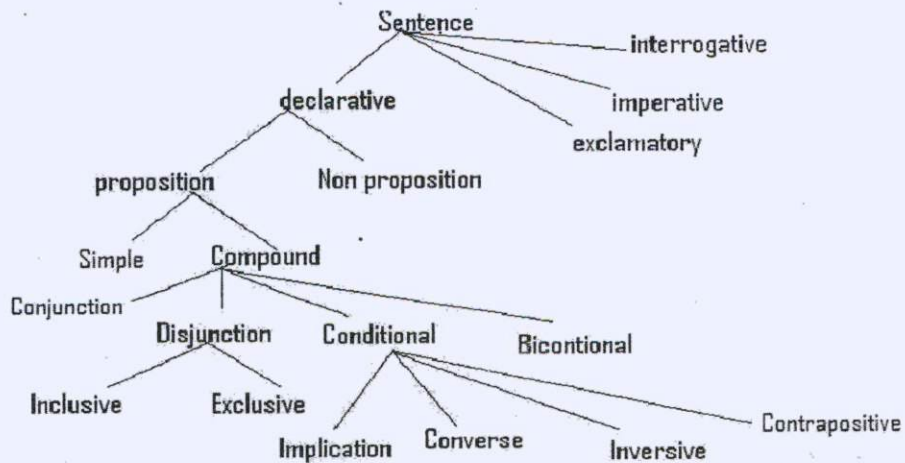 Sentence
interrogative
declarative
imperative
exclamatory
proposition
Non proposition
Simple
Compound
Conjunction
Disjunction
Conditional
Bicontional
Inclusive
Exclusive
Implication
Converse
Inversive
Contrapositive